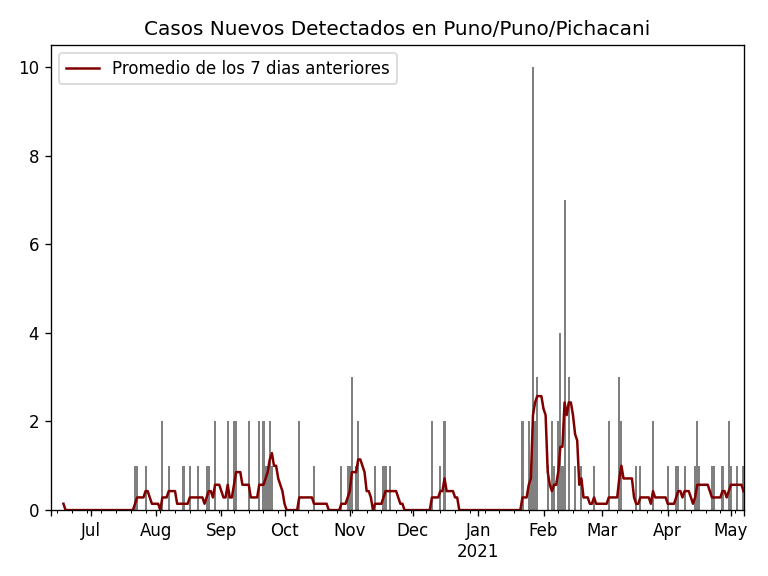 Casos Nuevos Detectados en Puno/Puno/Pichacani
Promedio de los 7 dias anteriores
10
8
6
4
2
0
Jul Aug Sep Oct Nov Dec Jan Feb Mar Apr May
2021